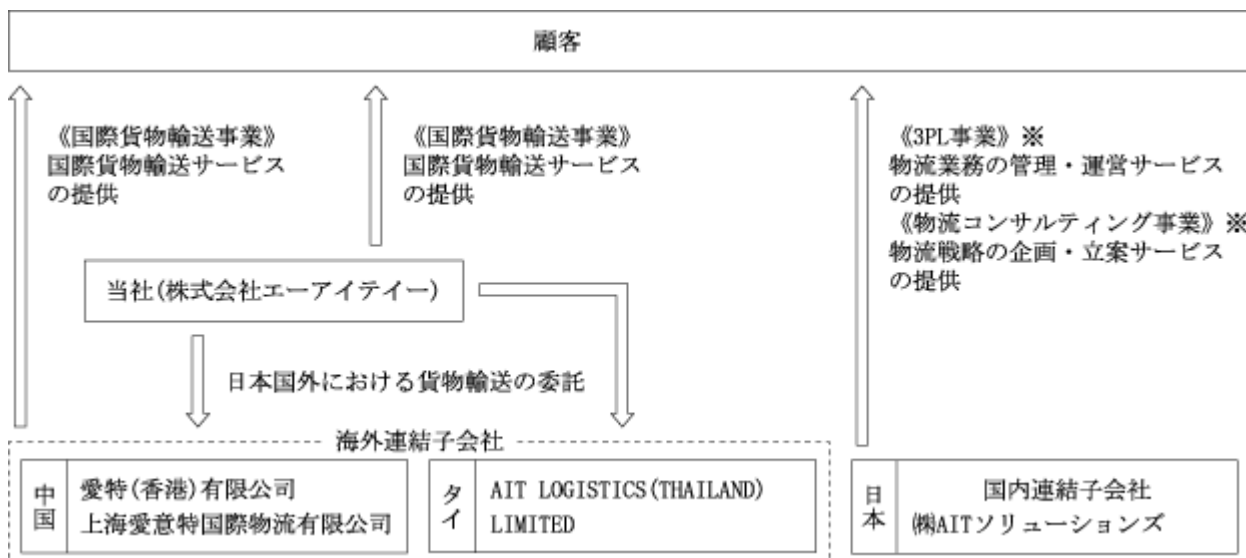 顧客
《国際貨物輸送事業》
国際貨物輸送サービス
の提供
《国際貨物輸送事業》
国際貨物輸送サービス
の提供
《3PL事業》※
物流業務の管理・運営サービス
の提供
《物流コンサルティング事業》※
物流戦略の企画・立案サービス
の提供
当社(株式会社エーアイテイー)
日本国外における貨物輸送の委託
海外連結子会社
中国
愛特(香港)有限公司
上海愛意特国際物流有限公司
タイ
AIT LOGISTICS(THAILAND)
LIMITED
日本
国内連結子会社
㈱AITソリューションズ